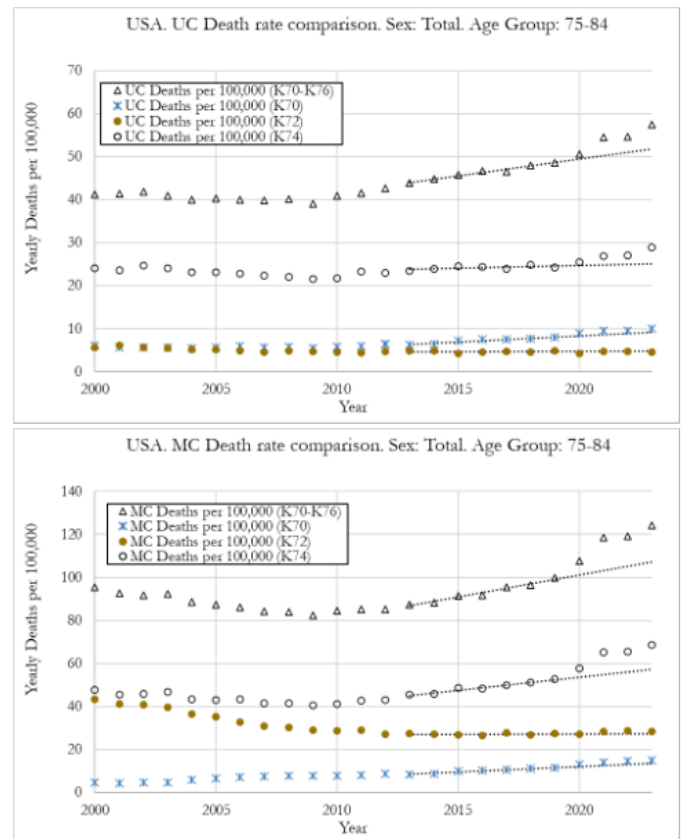 USA. UC Death rate comparison. Sex: Total. Age Group: 75-84
70
60
50
40
30
20
10
0
Yearly Deaths per 100,000
UC Deaths per 100,000 (K70-K76)
UC Deaths per 100,000 (K70)
UC Deaths per 100,000 (K72)
UC Deaths per 100,000 (K74)
2000 2005 2010 2015 2020
Year
USA. MC Death rate comparison. Sex: Total. Age Group: 75-84
140
120
100
80
60
40
20
0
Yearly Deaths per 100,000
MC Deaths per 100,000 (K70-K76)
MC Deaths per 100,000 (K70)
MC Deaths per 100,000 (K72)
MC Deaths per 100,000 (K74)
2000 2005 2010 2015 2020
Year